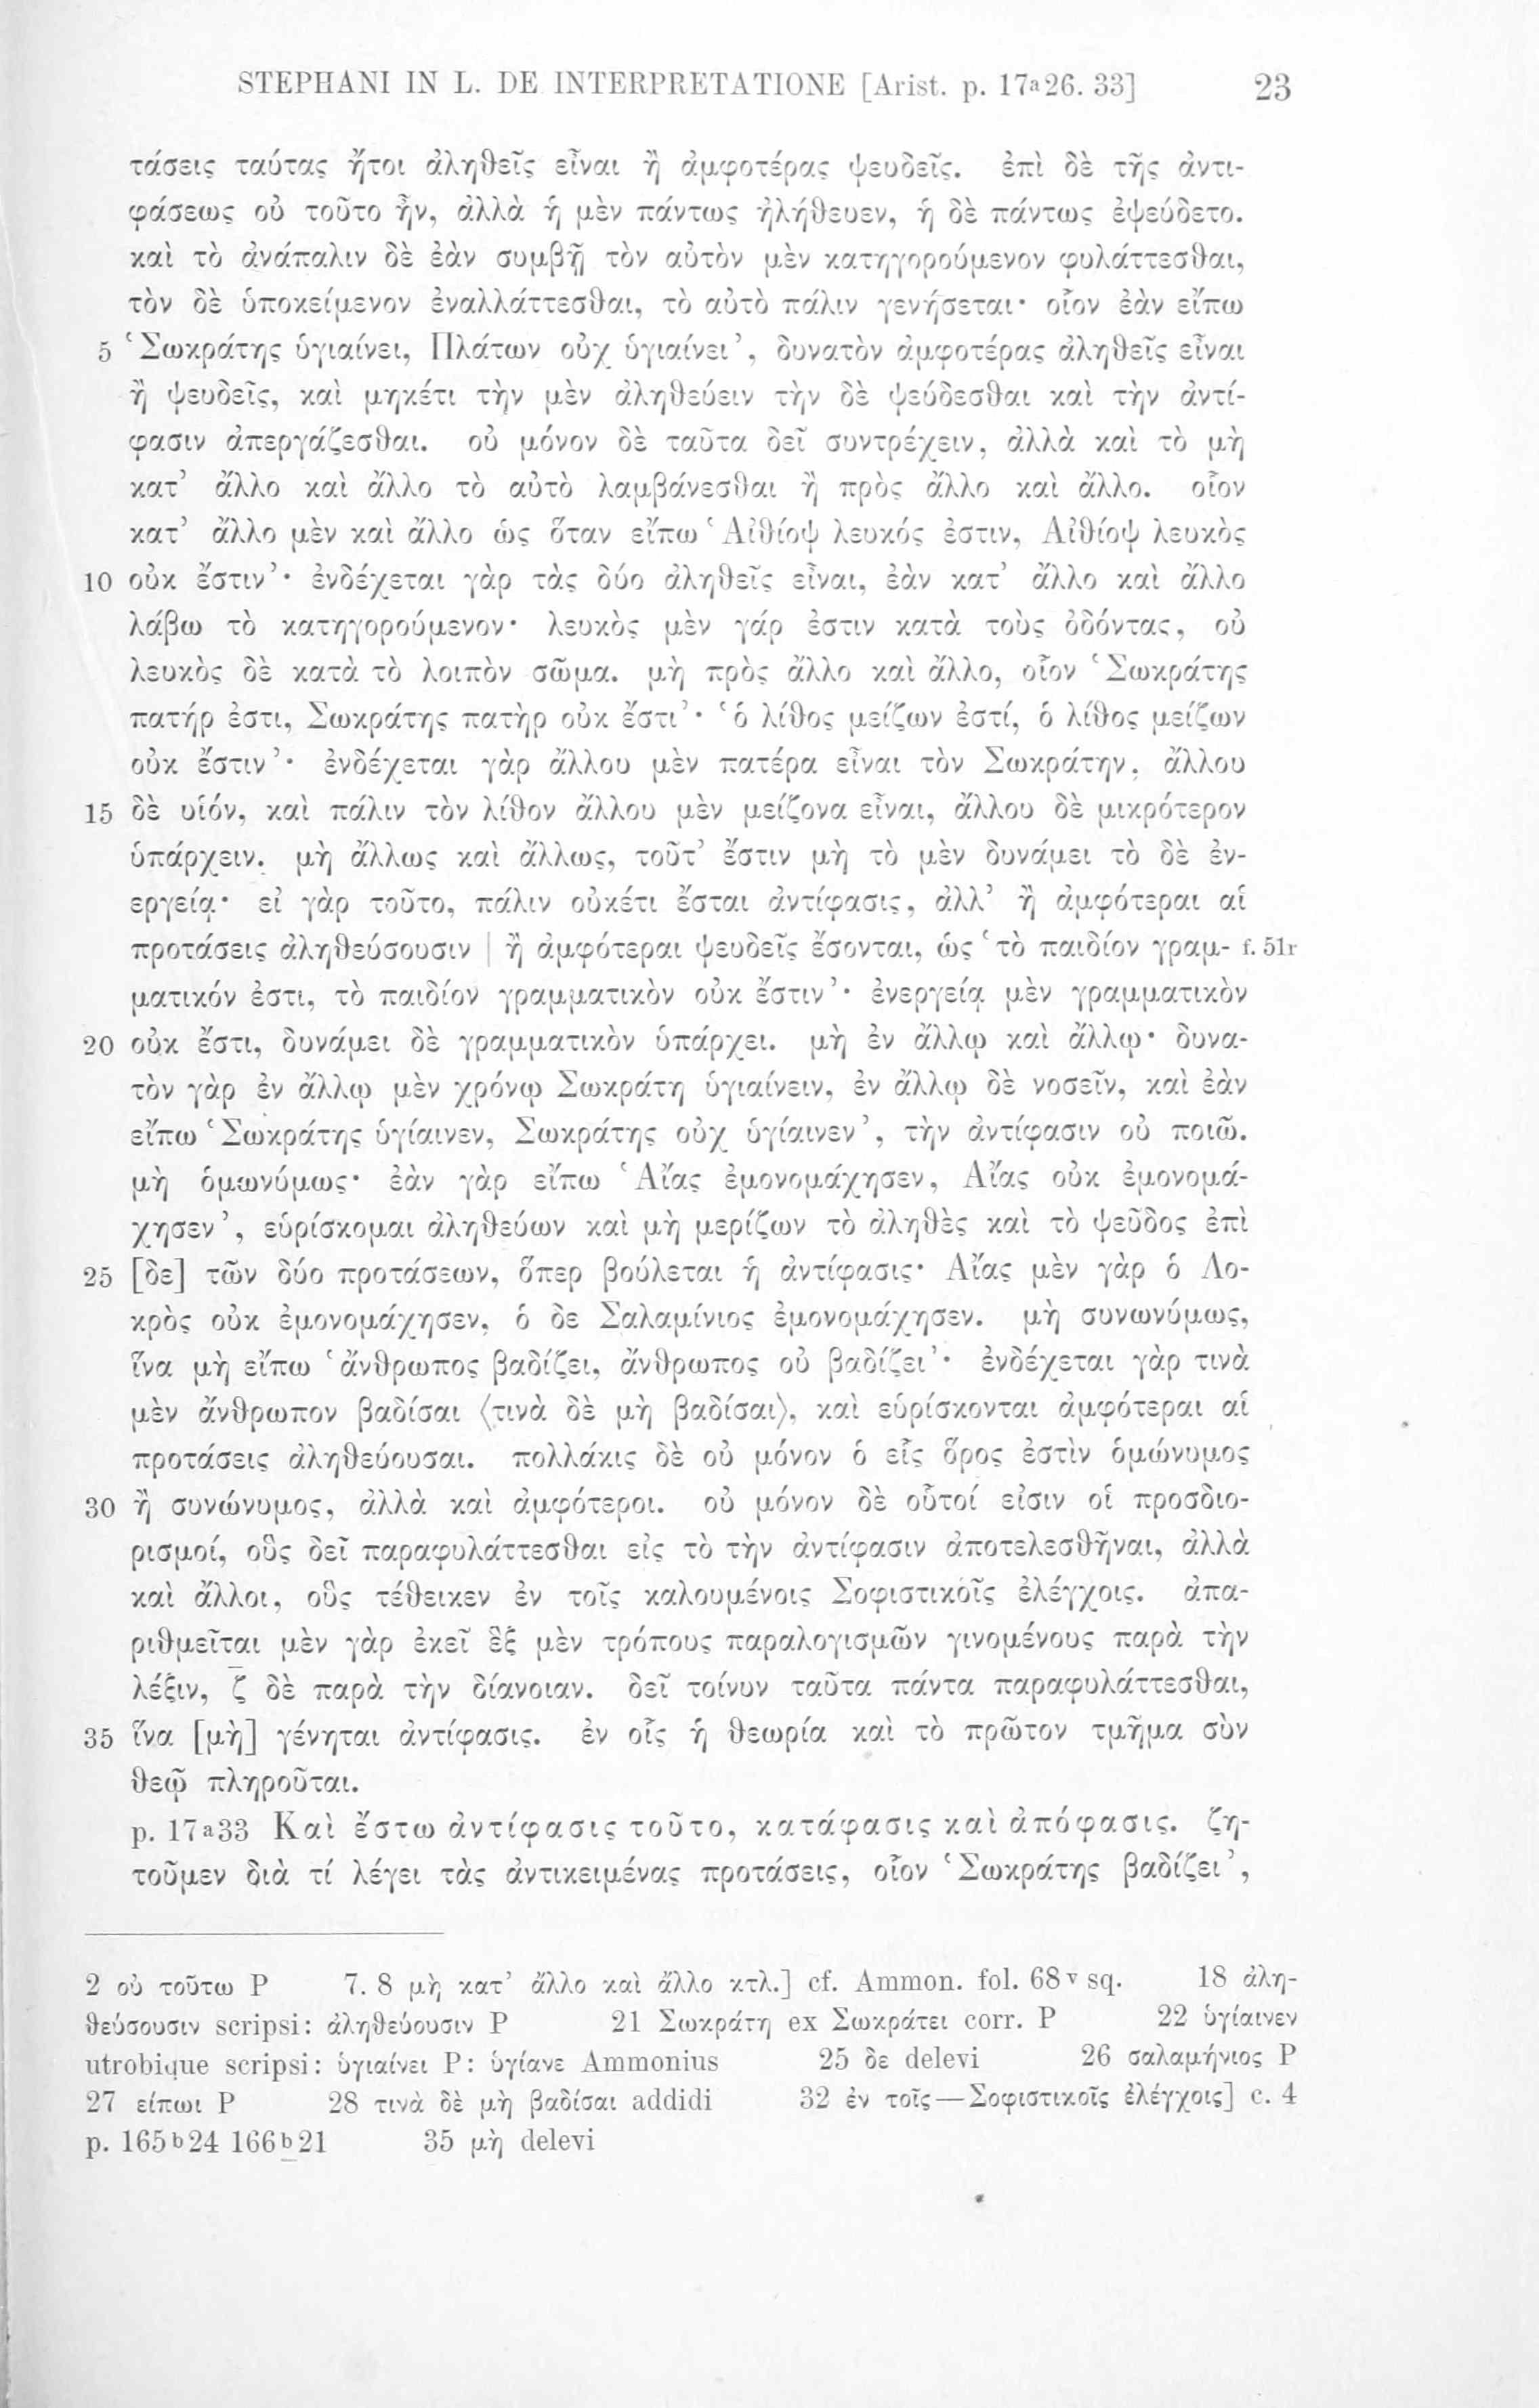 STEPHANI IN L. DE INTERPRETATIONE [Arist. p. 17ᵃ26. 33] 23
τάσεις ταύτας ἤτοι ἀληθεῖς εἶναι ἢ ἀμφοτέρας ψευδεῖς. ἐπὶ δὲ τῆς ἀντι-
φάσεως οὐ τοῦτο ἦν, ἀλλὰ ἡ μὲν πάντως ἠλήθευεν, ἡ δὲ πάντως ἐψεύδετο.
καὶ τὸ ἀνάπαλιν δὲ ἐὰν συμβῇ τὸν αὐτὸν μὲν κατηγορούμενον φυλάττεσθαι,
τὸν δὲ ὑποκείμενον ἐναλλάττεσθαι, τὸ αὐτὸ πάλιν γενήσεται· οἷον ἐὰν εἴπω
5 ‘Σωκράτης ὑγιαίνει, Πλάτων οὐχ ὑγιαίνει’, δυνατὸν ἀμφοτέρας ἀληθεῖς εἶναι
ἢ ψευδεῖς, καὶ μηκέτι τὴν μὲν ἀληθεύειν τὴν δὲ ψεύδεσθαι καὶ τὴν ἀντί-
φασιν ἀπεργάζεσθαι. οὐ μόνον δὲ ταῦτα δεῖ συντρέχειν, ἀλλὰ καὶ τὸ μὴ
κατ’ ἄλλο καὶ ἄλλο τὸ αὐτὸ λαμβάνεσθαι ἢ πρὸς ἄλλο καὶ ἄλλο. οἷον
κατ’ ἄλλο μὲν καὶ ἄλλο ὡς ὅταν εἴπω ‘Αἰθίοψ λευκός ἐστιν, Αἰθίοψ λευκὸς
10 οὐκ ἔστιν’· ἐνδέχεται γὰρ τὰς δύο ἀληθεῖς εἶναι, ἐὰν κατ’ ἄλλο καὶ ἄλλο
λάβω τὸ κατηγορούμενον· λευκὸς μὲν γάρ ἐστιν κατὰ τοὺς ὀδόντας, οὐ
λευκὸς δὲ κατὰ τὸ λοιπὸν σῶμα. μὴ πρὸς ἄλλο καὶ ἄλλο, οἷον ‘Σωκράτης
πατήρ ἐστι, Σωκράτης πατὴρ οὐκ ἔστι’· ‘ὁ λίθος μείζων ἐστί, ὁ λίθος μείζων
οὐκ ἔστιν’· ἐνδέχεται γὰρ ἄλλου μὲν πατέρα εἶναι τὸν Σωκράτην, ἄλλου
15 δὲ υἱόν, καὶ πάλιν τὸν λίθον ἄλλου μὲν μείζονα εἶναι, ἄλλου δὲ μικρότερον
ὑπάρχειν. μὴ ἄλλως καὶ ἄλλως, τοῦτ’ ἔστιν μὴ τὸ μὲν δυνάμει τὸ δὲ ἐν-
εργείᾳ· εἰ γὰρ τοῦτο, πάλιν οὐκέτι ἔσται ἀντίφασις, ἀλλ’ ἢ ἀμφότεραι αἱ
προτάσεις ἀληθεύσουσιν | ἢ ἀμφότεραι ψευδεῖς ἔσονται, ὡς ‘τὸ παιδίον γραμ- f. 51r
ματικόν ἐστι, τὸ παιδίον γραμματικὸν οὐκ ἔστιν’· ἐνεργείᾳ μὲν γραμματικὸν
20 οὐκ ἔστι, δυνάμει δὲ γραμματικὸν ὑπάρχει. μὴ ἐν ἄλλῳ καὶ ἄλλῳ· δυνα-
τὸν γὰρ ἐν ἄλλῳ μὲν χρόνῳ Σωκράτη ὑγιαίνειν, ἐν ἄλλῳ δὲ νοσεῖν, καὶ ἐὰν
εἴπω ‘Σωκράτης ὑγίαινεν, Σωκράτης οὐχ ὑγίαινεν’, τὴν ἀντίφασιν οὐ ποιῶ.
μὴ ὁμωνύμως· ἐὰν γὰρ εἴπω ‘Αἴας ἐμονομάχησεν, Αἴας οὐκ ἐμονομά-
χησεν’, εὑρίσκομαι ἀληθεύων καὶ μὴ μερίζων τὸ ἀληθὲς καὶ τὸ ψεῦδος ἐπὶ
25 [δε] τῶν δύο προτάσεων, ὅπερ βούλεται ἡ ἀντίφασις· Αἴας μὲν γὰρ ὁ Λο-
κρὸς οὐκ ἐμονομάχησεν, ὁ δε Σαλαμίνιος ἐμονομάχησεν. μὴ συνωνύμως,
ἵνα μὴ εἴπω ‘ἄνθρωπος βαδίζει, ἄνθρωπος οὐ βαδίζει’· ἐνδέχεται γὰρ τινὰ
μὲν ἄνθρωπον βαδίσαι ⟨τινὰ δὲ μὴ βαδίσαι⟩, καὶ εὑρίσκονται ἀμφότεραι αἱ
προτάσεις ἀληθεύουσαι. πολλάκις δὲ οὐ μόνον ὁ εἷς ὅρος ἐστὶν ὁμώνυμος
30 ἢ συνώνυμος, ἀλλὰ καὶ ἀμφότεροι. οὐ μόνον δὲ οὗτοί εἰσιν οἱ προσδιο-
ρισμοί, οὓς δεῖ παραφυλάττεσθαι εἰς τὸ τὴν ἀντίφασιν ἀποτελεσθῆναι, ἀλλὰ
καὶ ἄλλοι, οὓς τέθεικεν ἐν τοῖς καλουμένοις Σοφιστικοῖς ἐλέγχοις. ἀπα-
ριθμεῖται μὲν γὰρ ἐκεῖ ἓξ μὲν τρόπους παραλογισμῶν γινομένους παρὰ τὴν
λέξιν, ζ̄ δὲ παρὰ τὴν δίανοιαν. δεῖ τοίνυν ταῦτα πάντα παραφυλάττεσθαι,
35 ἵνα [μὴ] γένηται ἀντίφασις. ἐν οἷς ἡ θεωρία καὶ τὸ πρῶτον τμῆμα σὺν
θεῷ πληροῦται.
p. 17ᵃ33 Καὶ ἔστω ἀντίφασις τοῦτο, κατάφασις καὶ ἀπόφασις. ζη-
τοῦμεν διὰ τί λέγει τὰς ἀντικειμένας προτάσεις, οἷον ‘Σωκράτης βαδίζει’,
2 οὐ τούτω P 7. 8 μὴ κατ’ ἄλλο καὶ ἄλλο κτλ.] cf. Ammon. fol. 68ᵛ sq. 18 ἀλη-
θεύσουσιν scripsi: ἀληθεύουσιν P 21 Σωκράτη ex Σωκράτει corr. P 22 ὑγίαινεν
utrobique scripsi: ὑγιαίνει P: ὑγίανε Ammonius 25 δε delevi 26 σαλαμήνιος P
27 είπωι P 28 τινὰ δὲ μὴ βαδίσαι addidi 32 ἐν τοῖς—Σοφιστικοῖς ἐλέγχοις] c. 4
p. 165ᵇ24 166ᵇ21 35 μὴ delevi